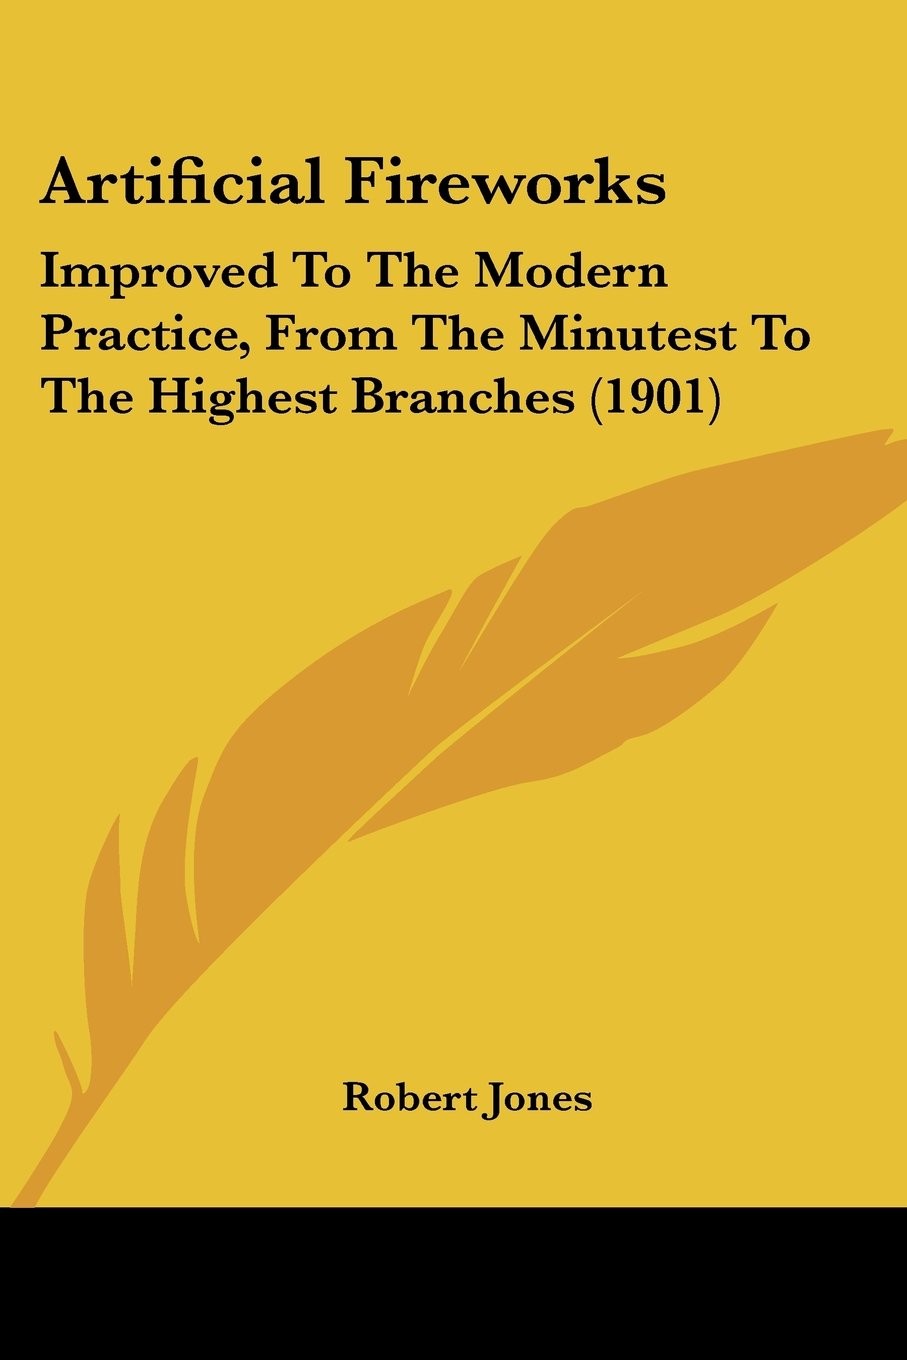 Artificial Fireworks
Improved To The Modern
Practice, From The Minutest To
The Highest Branches (1901)
Robert Jones